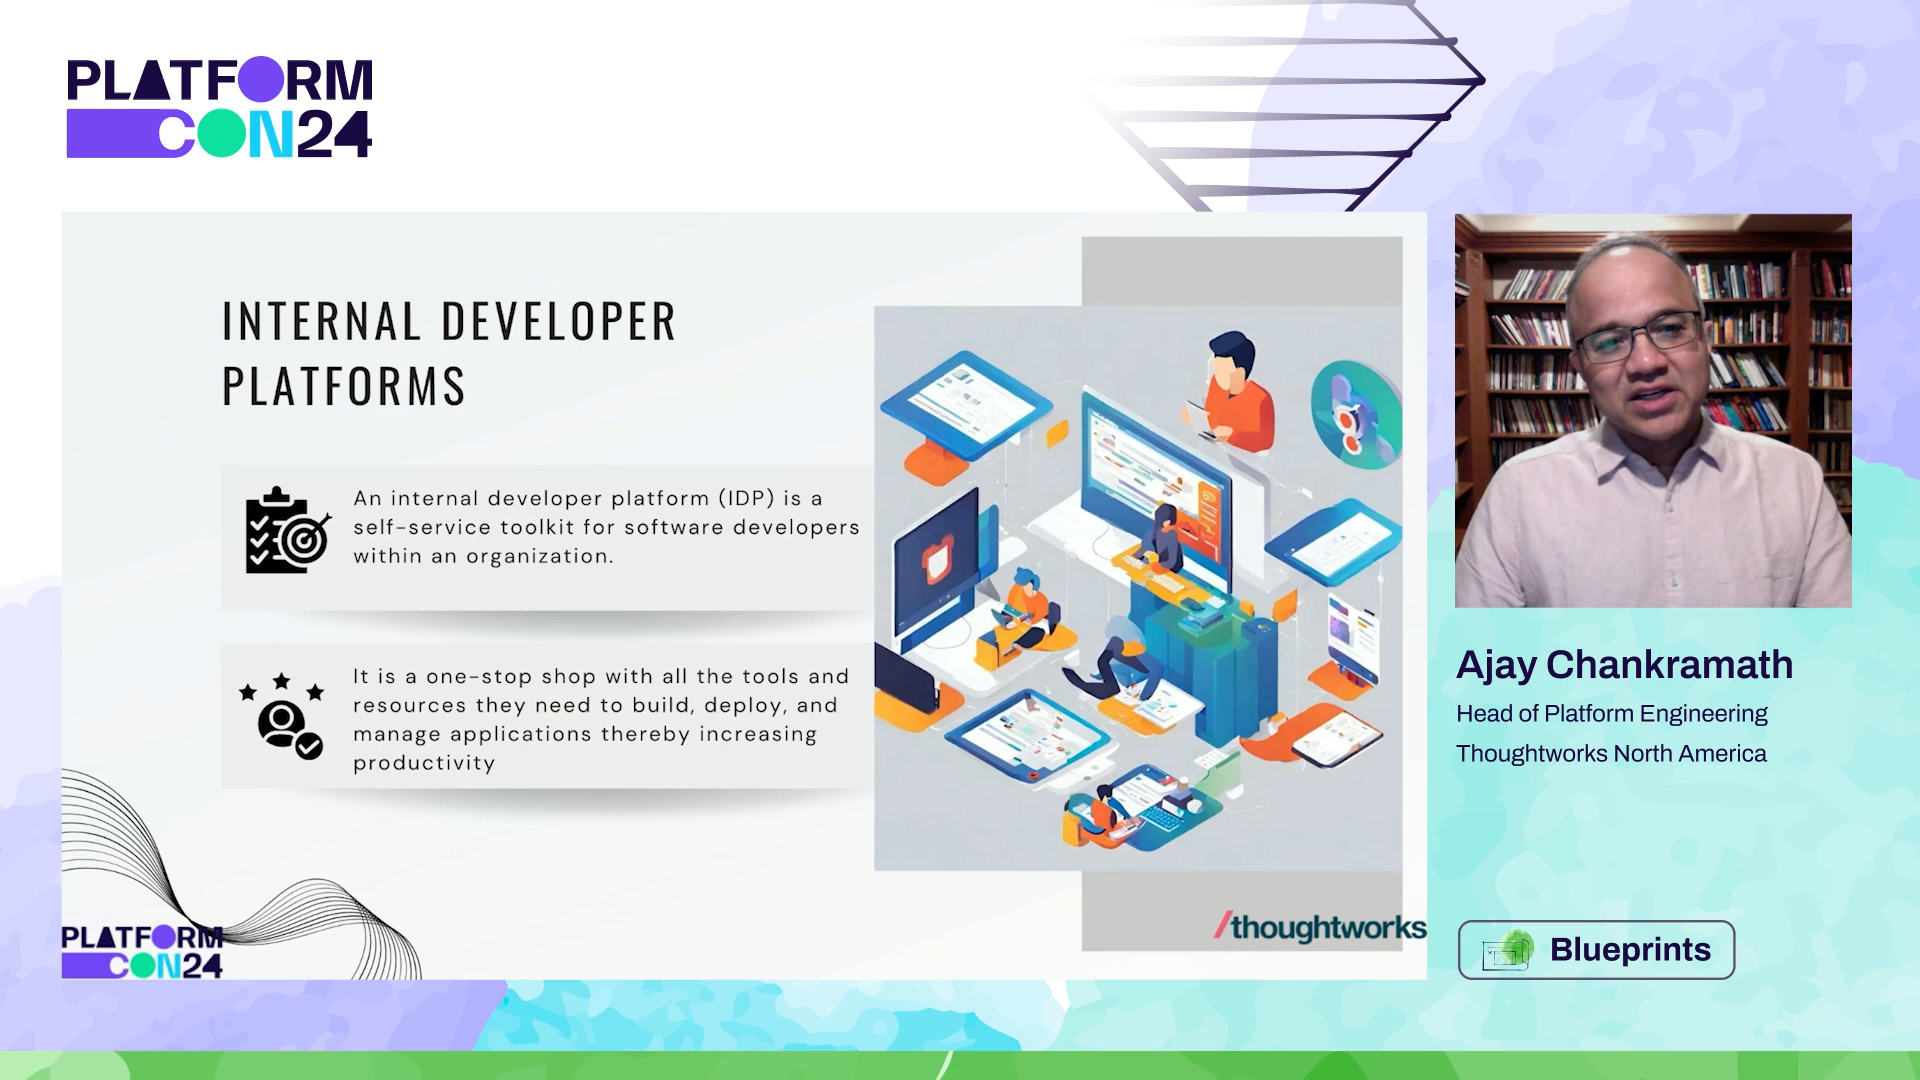 PLATFORM
CON24
INTERNAL DEVELOPER
PLATFORMS
An internal developer platform (IDP) is a
self-service toolkit for software developers
within an organization.
It is a one-stop shop with all the tools and
resources they need to build, deploy, and
manage applications thereby increasing
productivity
PLATFORM
CON24
/thoughtworks
Ajay Chankramath
Head of Platform Engineering
Thoughtworks North America
Blueprints